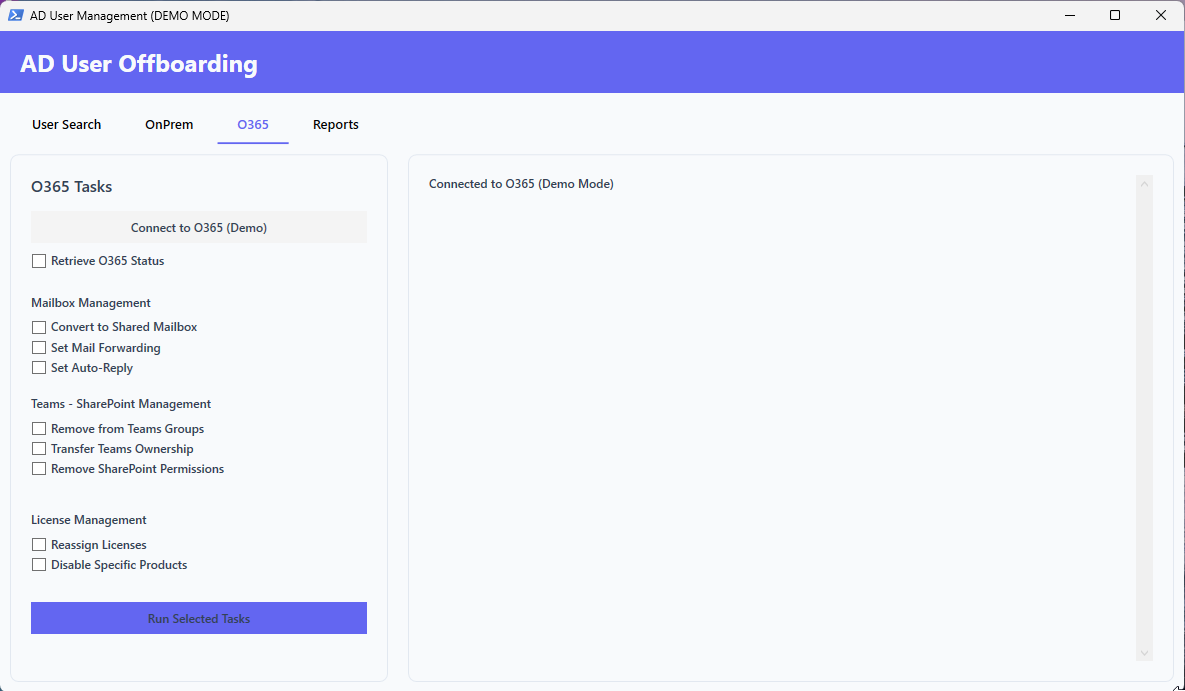 AD User Management (DEMO MODE)
AD User Offboarding
User Search
OnPrem
O365
Reports
O365 Tasks
Connect to O365 (Demo)
Retrieve O365 Status
Mailbox Management
Convert to Shared Mailbox
Set Mail Forwarding
Set Auto-Reply
Teams - SharePoint Management
Remove from Teams Groups
Transfer Teams Ownership
Remove SharePoint Permissions
License Management
Reassign Licenses
Disable Specific Products
Run Selected Tasks
Connected to O365 (Demo Mode)